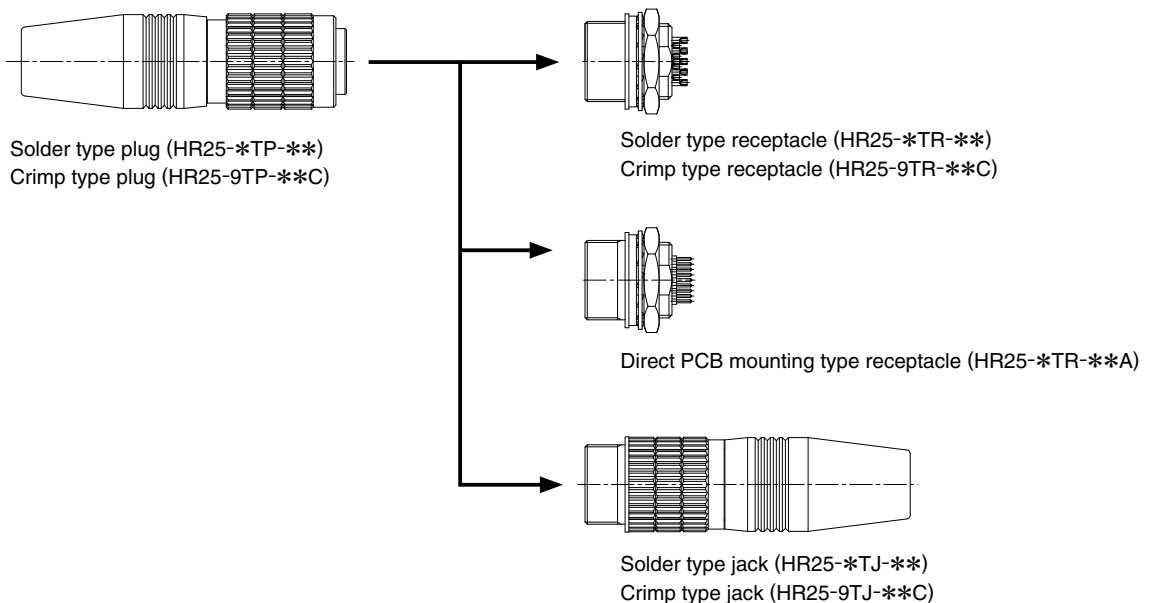 Solder type plug (HR25-*TP-**)
Crimp type plug (HR25-9TP-**C)
Solder type receptacle (HR25-*TR-**)
Crimp type receptacle (HR25-9TR-**C)
Direct PCB mounting type receptacle (HR25-*TR-**A)
Solder type jack (HR25-*TJ-**)
Crimp type jack (HR25-9TJ-**C)